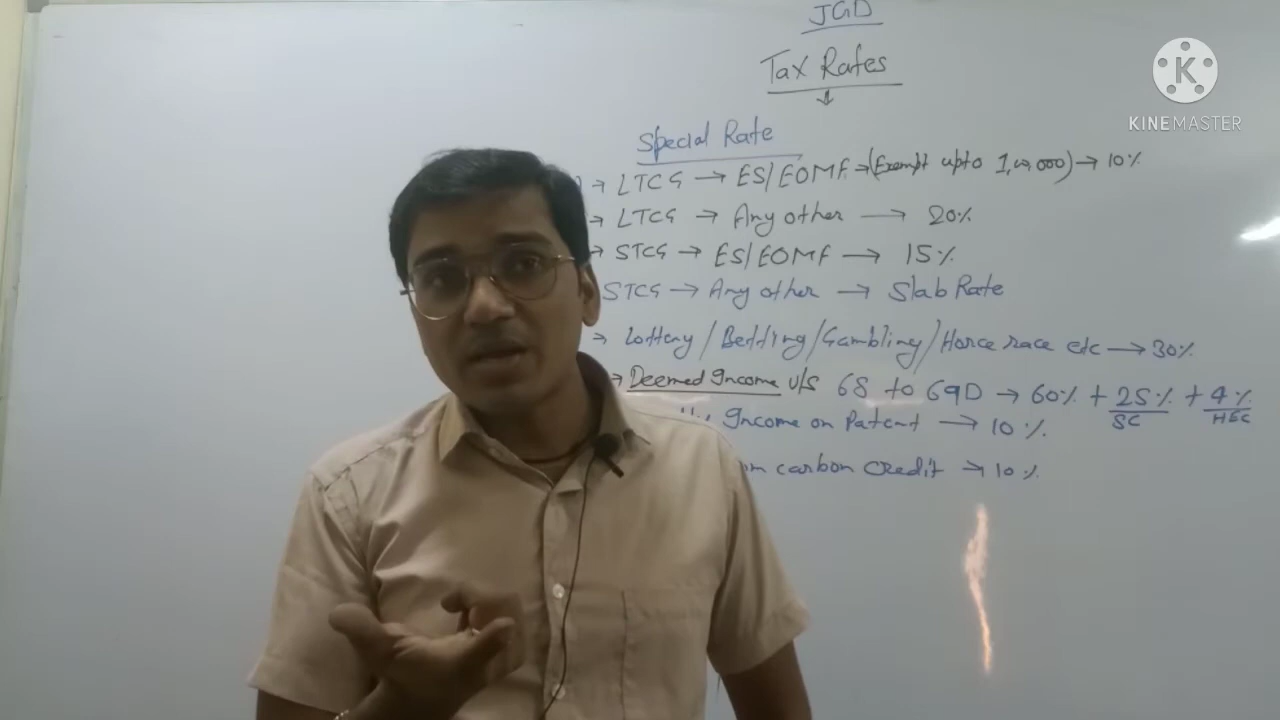 JGD
Tax Rates
K
KINEMASTER
Special Rate
LTCG → ES/EOMF → (Exempt upto 1,00,000) → 10%
LTCG → Any other → 20%
STCG → ES/EOMF → 15%
STCG → Any other → Slab Rate
Lottery/Betting/Gambling/Horce race etc → 30%
Deemed Income u/s 68 to 69D → 60% + 25% + 4%
SC HEC
Income on Patent → 10%.
carbon credit → 10%.